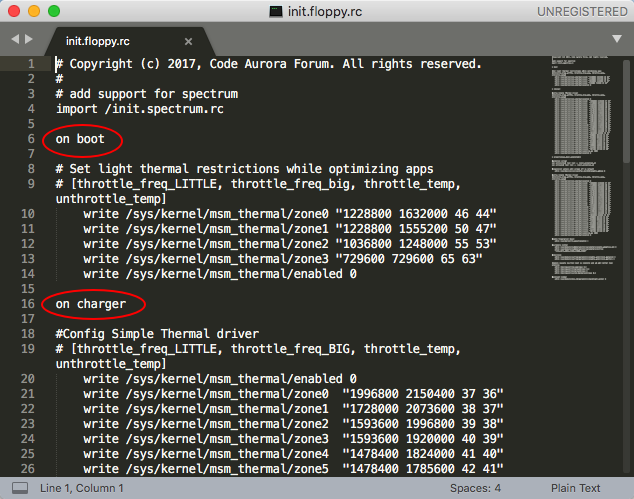 init.floppy.rc
UNREGISTERED
init.floppy.rc
1 # Copyright (c) 2017, Code Aurora Forum. All rights reserved.
2 #
3 # add support for spectrum
4 import /init.spectrum.rc
5
6 on boot
7
8 # Set light thermal restrictions while optimizing apps
9 # [throttle_freq_LITTLE, throttle_freq_big, throttle_temp,
unthrottle_temp]
10 write /sys/kernel/msm_thermal/zone0 "1228800 1632000 46 44"
11 write /sys/kernel/msm_thermal/zone1 "1228800 1555200 50 47"
12 write /sys/kernel/msm_thermal/zone2 "1036800 1248000 55 53"
13 write /sys/kernel/msm_thermal/zone3 "729600 729600 65 63"
14 write /sys/kernel/msm_thermal/enabled 0
15
16 on charger
17
18 #Config Simple Thermal driver
19 # [throttle_freq_LITTLE, throttle_freq_BIG, throttle_temp,
unthrottle_temp]
20 write /sys/kernel/msm_thermal/enabled 0
21 write /sys/kernel/msm_thermal/zone0  "1996800 2150400 37 36"
22 write /sys/kernel/msm_thermal/zone1  "1728000 2073600 38 37"
23 write /sys/kernel/msm_thermal/zone2  "1593600 1996800 39 38"
24 write /sys/kernel/msm_thermal/zone3  "1593600 1920000 40 39"
25 write /sys/kernel/msm_thermal/zone4  "1478400 1824000 41 40"
26 write /sys/kernel/msm_thermal/zone5  "1478400 1785600 42 41"
Line 1, Column 1
Spaces: 4
Plain Text